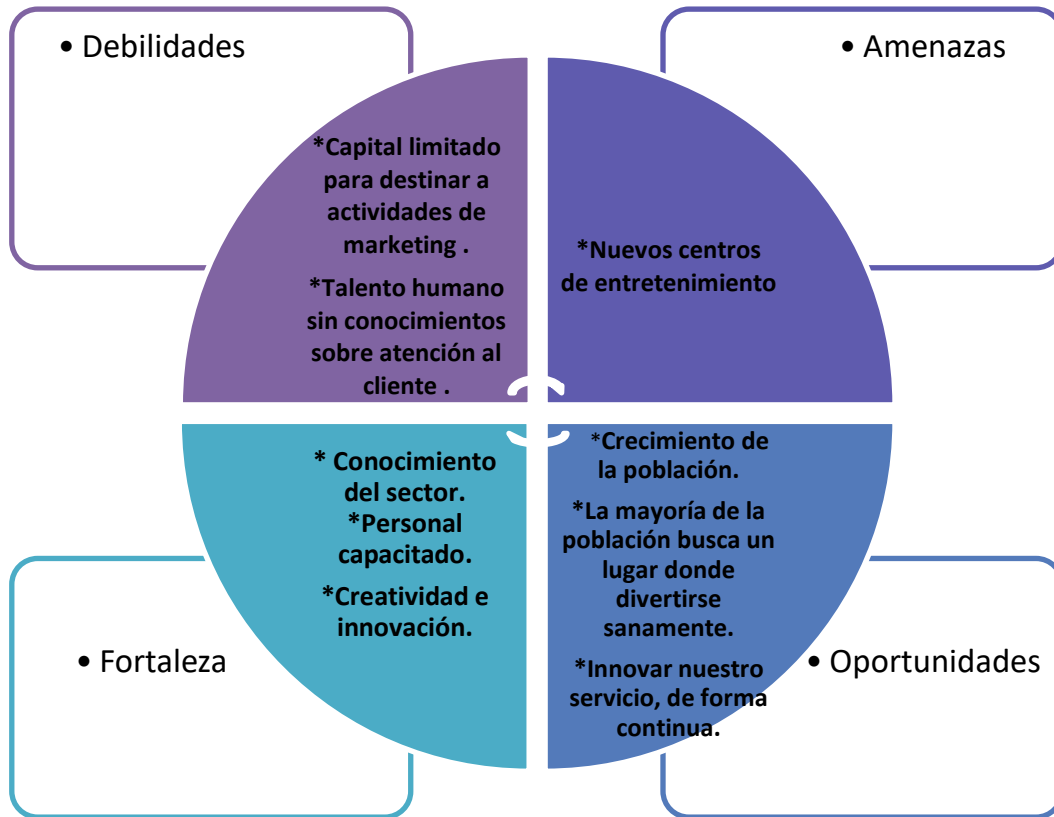 • Debilidades
*Capital limitado
para destinar a
actividades de
marketing .
*Talento humano
sin conocimientos
sobre atención al
cliente .
• Amenazas
*Nuevos centros
de entretenimiento
* Conocimiento
del sector.
*Personal
capacitado.
*Creatividad e
innovación.
• Fortaleza
*Crecimiento de
la población.
*La mayoría de la
población busca un
lugar donde
divertirse
sanamente.
*Innovar nuestro
servicio, de forma
continua.
• Oportunidades